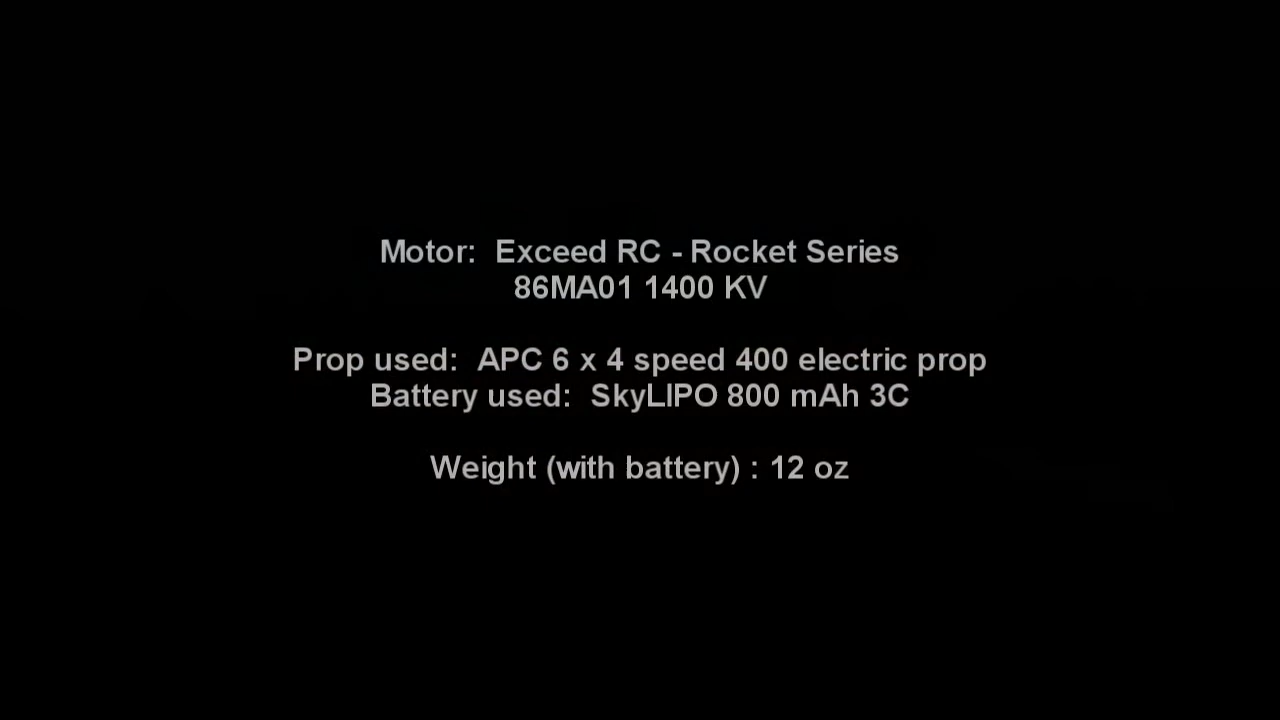 Motor:  Exceed RC - Rocket Series
86MA01 1400 KV
Prop used:  APC 6 x 4 speed 400 electric prop
Battery used:  SkyLIPO 800 mAh 3C
Weight (with battery) : 12 oz